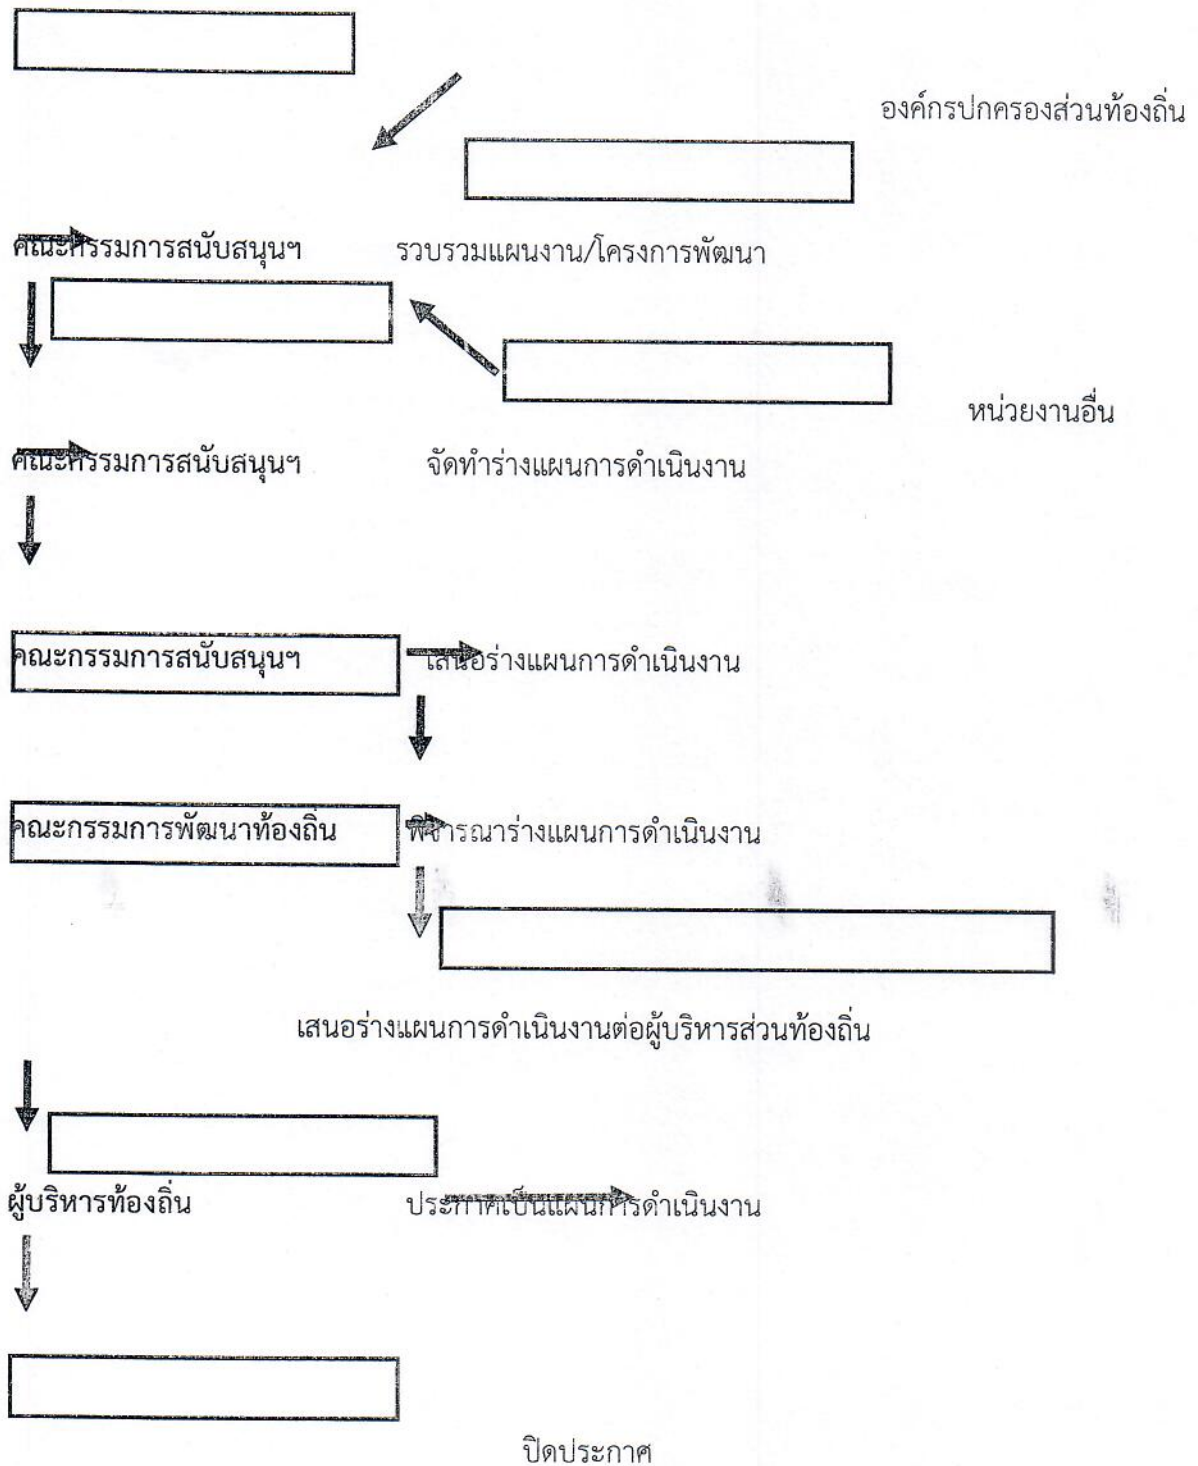 องค์กรปกครองส่วนท้องถิ่น
คณะกรรมการสนับสนุนฯ รวบรวมแผนงาน/โครงการพัฒนา
หน่วยงานอื่น
คณะกรรมการสนับสนุนฯ จัดทำร่างแผนการดำเนินงาน
คณะกรรมการสนับสนุนฯ เสนอร่างแผนการดำเนินงาน
คณะกรรมการพัฒนาท้องถิ่น พิจารณาร่างแผนการดำเนินงาน
เสนอร่างแผนการดำเนินงานต่อผู้บริหารส่วนท้องถิ่น
ผู้บริหารท้องถิ่น ประกาศเป็นแผนการดำเนินงาน
ปิดประกาศ